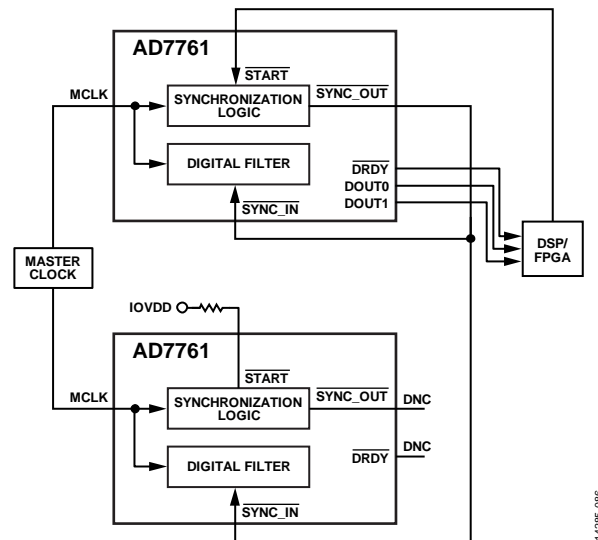 AD7761
START
MCLK
SYNCHRONIZATION
LOGIC
SYNC_OUT
DIGITAL FILTER
DRDY
DOUT0
DOUT1
SYNC_IN
DSP/
FPGA
MASTER
CLOCK
IOVDD
AD7761
START
MCLK
SYNCHRONIZATION
LOGIC
SYNC_OUT
DNC
DIGITAL FILTER
DRDY
DNC
SYNC_IN